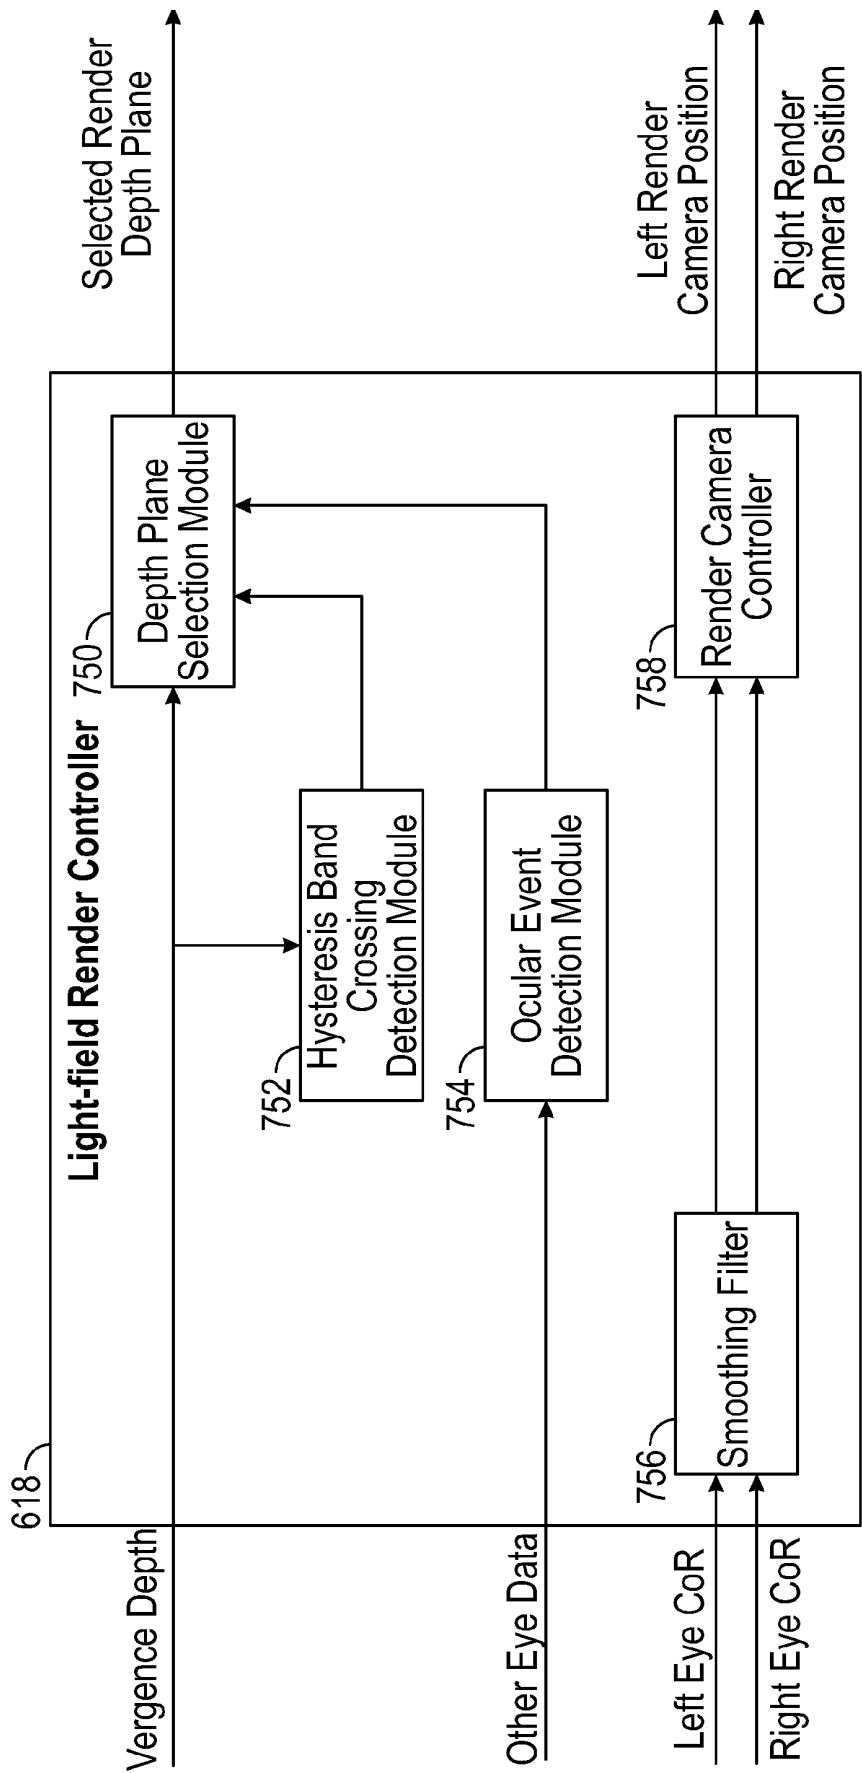 618
Light-field Render Controller
Vergence Depth
750
Depth Plane
Selection Module
Selected Render
Depth Plane
752
Hysteresis Band
Crossing
Detection Module
Other Eye Data
754
Ocular Event
Detection Module
Left Eye CoR
Right Eye CoR
756
Smoothing Filter
758
Render Camera
Controller
Left Render
Camera Position
Right Render
Camera Position